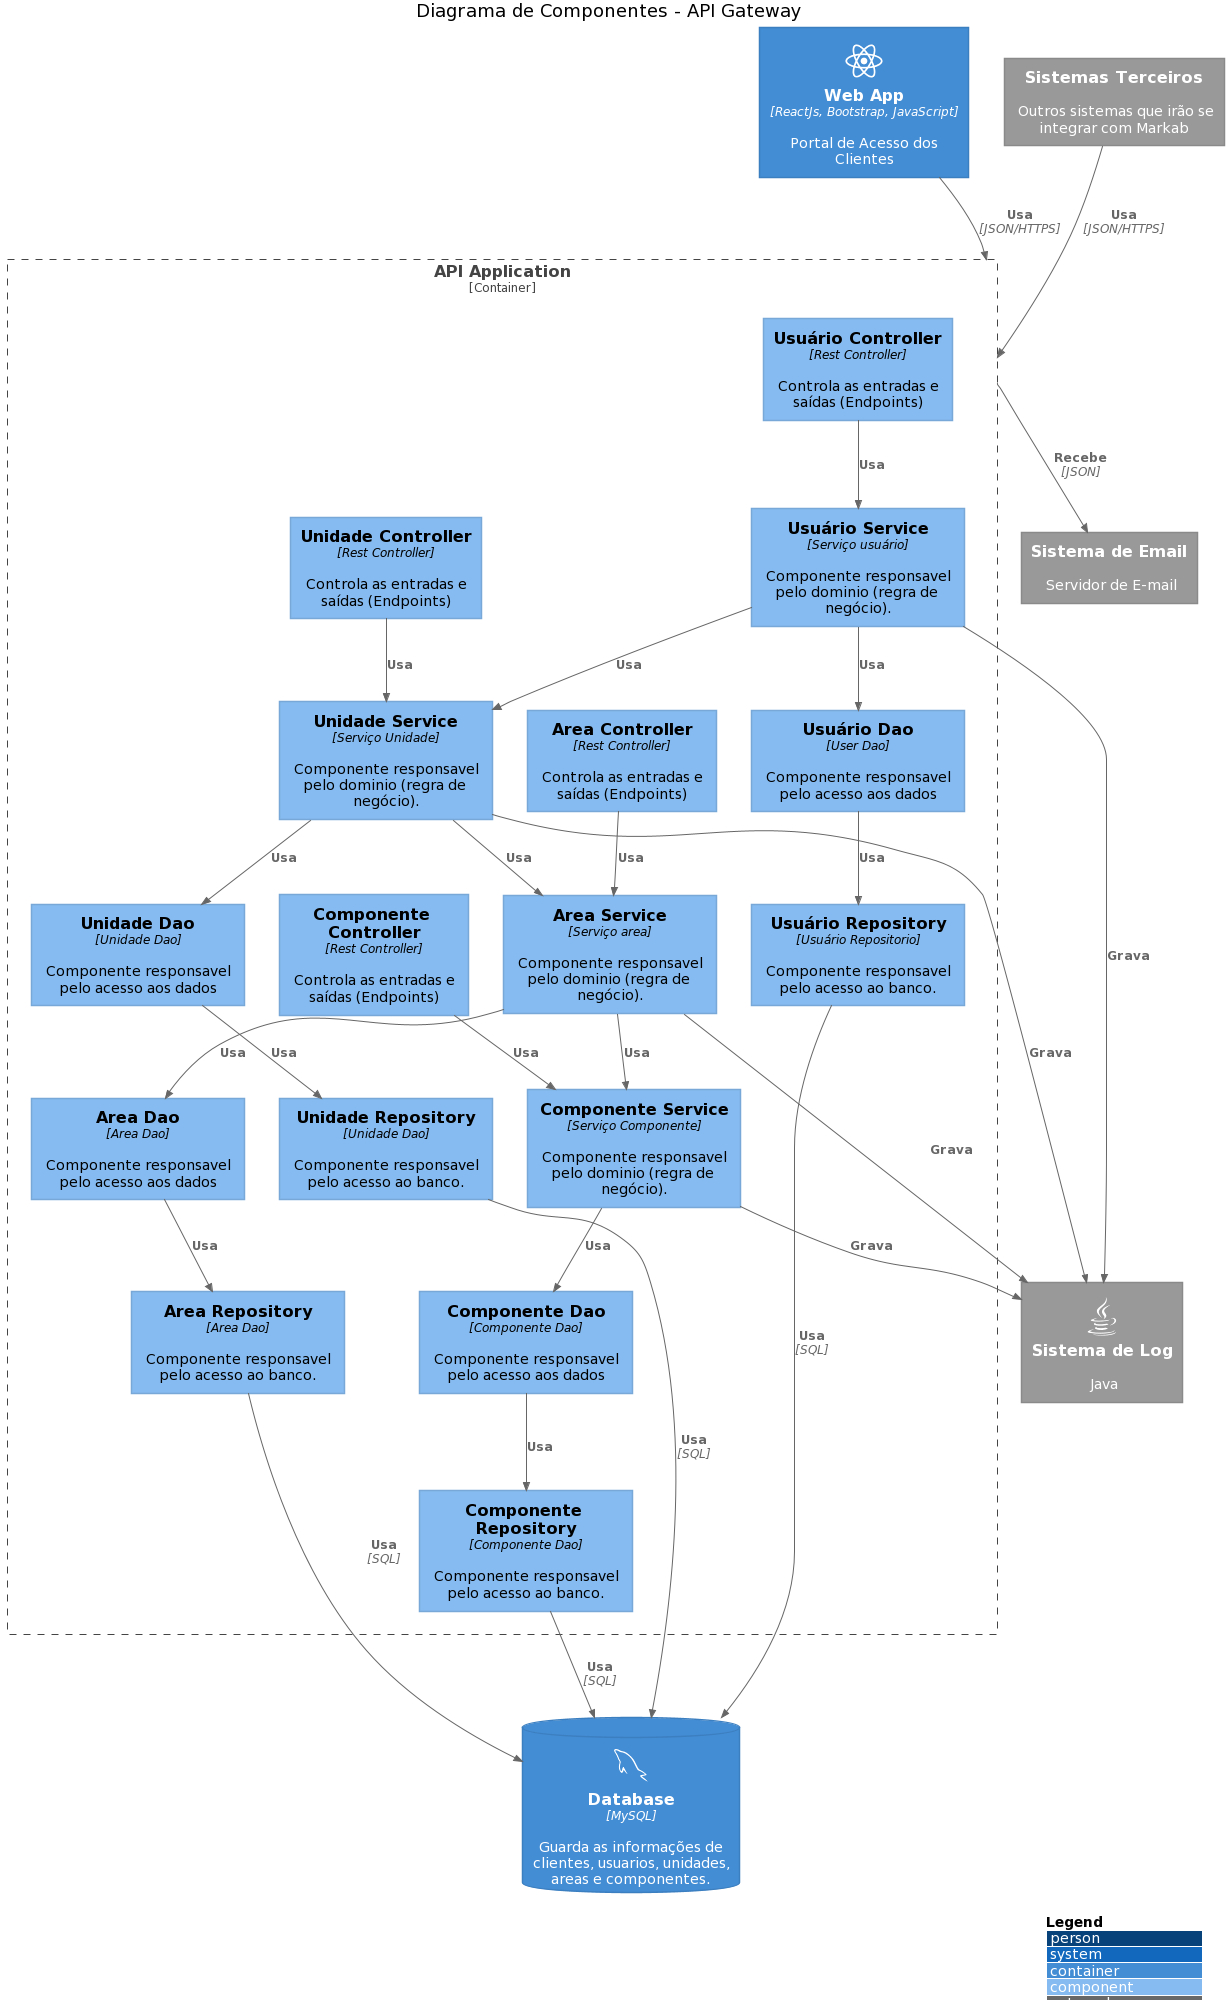 Diagrama de Componentes - API Gateway
Web App
[ReactJs, Bootstrap, JavaScript]
Portal de Acesso dos
Clientes
Sistemas Terceiros
Outros sistemas que irão se
integrar com Markab
Usa
[JSON/HTTPS]
Usa
[JSON/HTTPS]
API Application
[Container]
Usuário Controller
[Rest Controller]
Controla as entradas e
saídas (Endpoints)
Usa
Recebe
[JSON]
Usuário Service
[Serviço usuário]
Componente responsavel
pelo dominio (regra de
negócio).
Unidade Controller
[Rest Controller]
Controla as entradas e
saídas (Endpoints)
Sistema de Email
Servidor de E-mail
Usa
Usa
Usa
Unidade Service
[Serviço Unidade]
Componente responsavel
pelo dominio (regra de
negócio).
Area Controller
[Rest Controller]
Controla as entradas e
saídas (Endpoints)
Usuário Dao
[User Dao]
Componente responsavel
pelo acesso aos dados
Usa
Usa
Usa
Usa
Unidade Dao
[Unidade Dao]
Componente responsavel
pelo acesso aos dados
Componente
Controller
[Rest Controller]
Controla as entradas e
saídas (Endpoints)
Area Service
[Serviço area]
Componente responsavel
pelo dominio (regra de
negócio).
Usuário Repository
[Usuário Repositorio]
Componente responsavel
pelo acesso ao banco.
Grava
Usa
Usa
Usa
Usa
Grava
Area Dao
[Area Dao]
Componente responsavel
pelo acesso aos dados
Unidade Repository
[Unidade Dao]
Componente responsavel
pelo acesso ao banco.
Componente Service
[Serviço Componente]
Componente responsavel
pelo dominio (regra de
negócio).
Grava
Usa
Usa
Grava
Area Repository
[Area Dao]
Componente responsavel
pelo acesso ao banco.
Componente Dao
[Componente Dao]
Componente responsavel
pelo acesso aos dados
Usa
[SQL]
Sistema de Log
Java
Usa
Usa
[SQL]
Componente
Repository
[Componente Dao]
Componente responsavel
pelo acesso ao banco.
Usa
[SQL]
Usa
[SQL]
Database
[MySQL]
Guarda as informações de
clientes, usuarios, unidades,
areas e componentes.
Legend
person
system
container
component